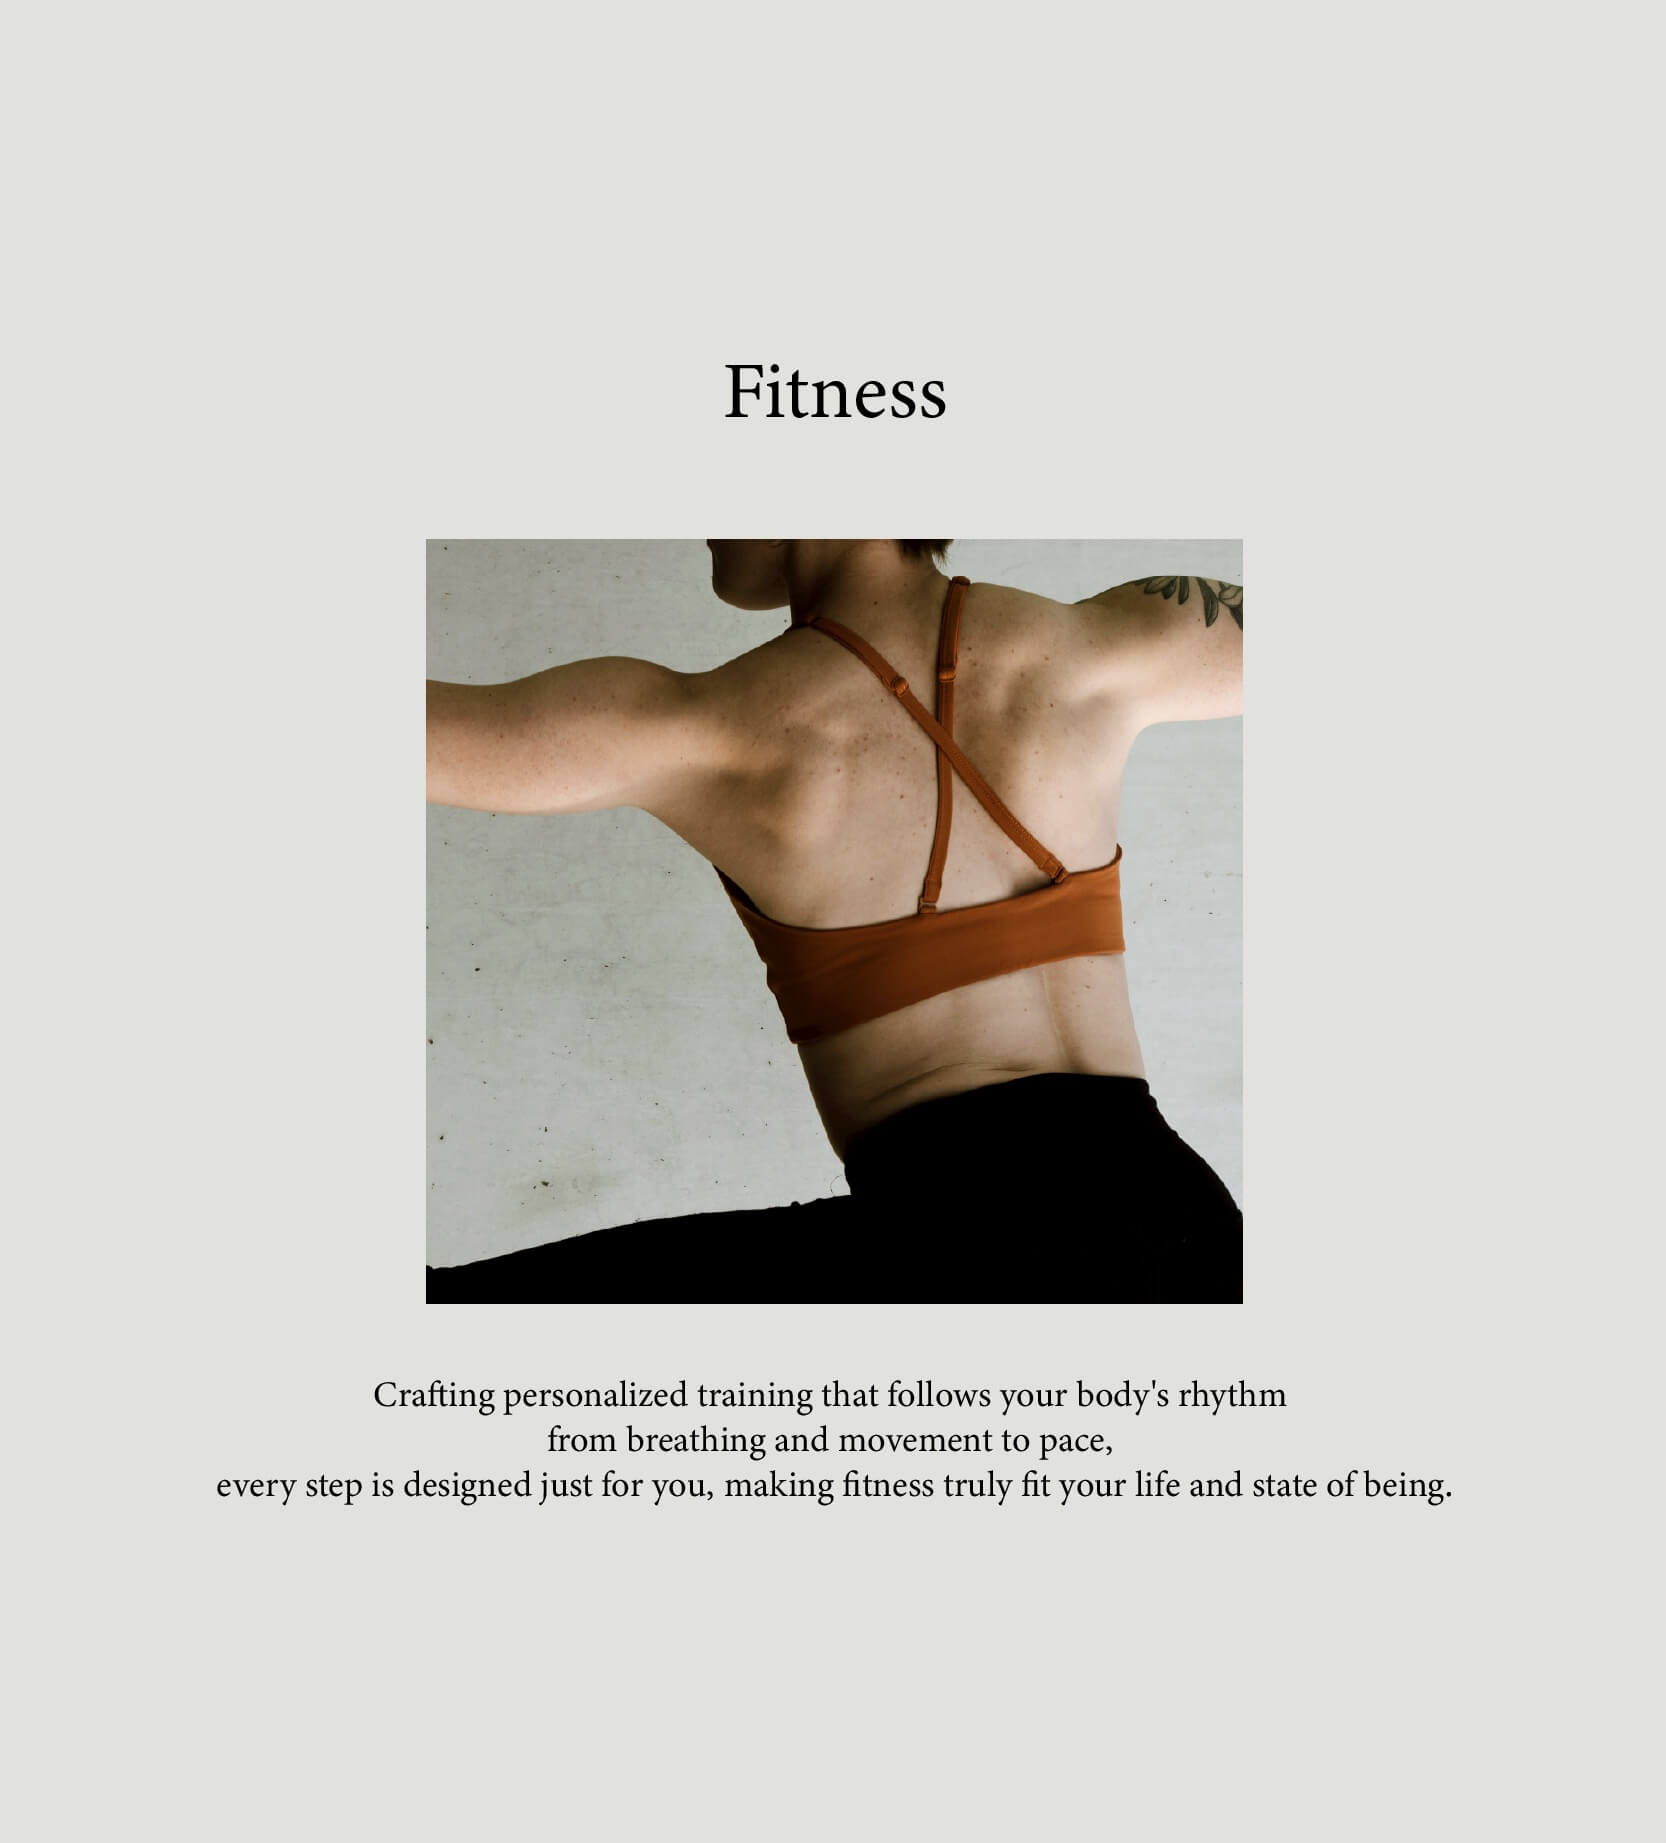 Fitness
Crafting personalized training that follows your body's rhythm
from breathing and movement to pace,
every step is designed just for you, making fitness truly fit your life and state of being.